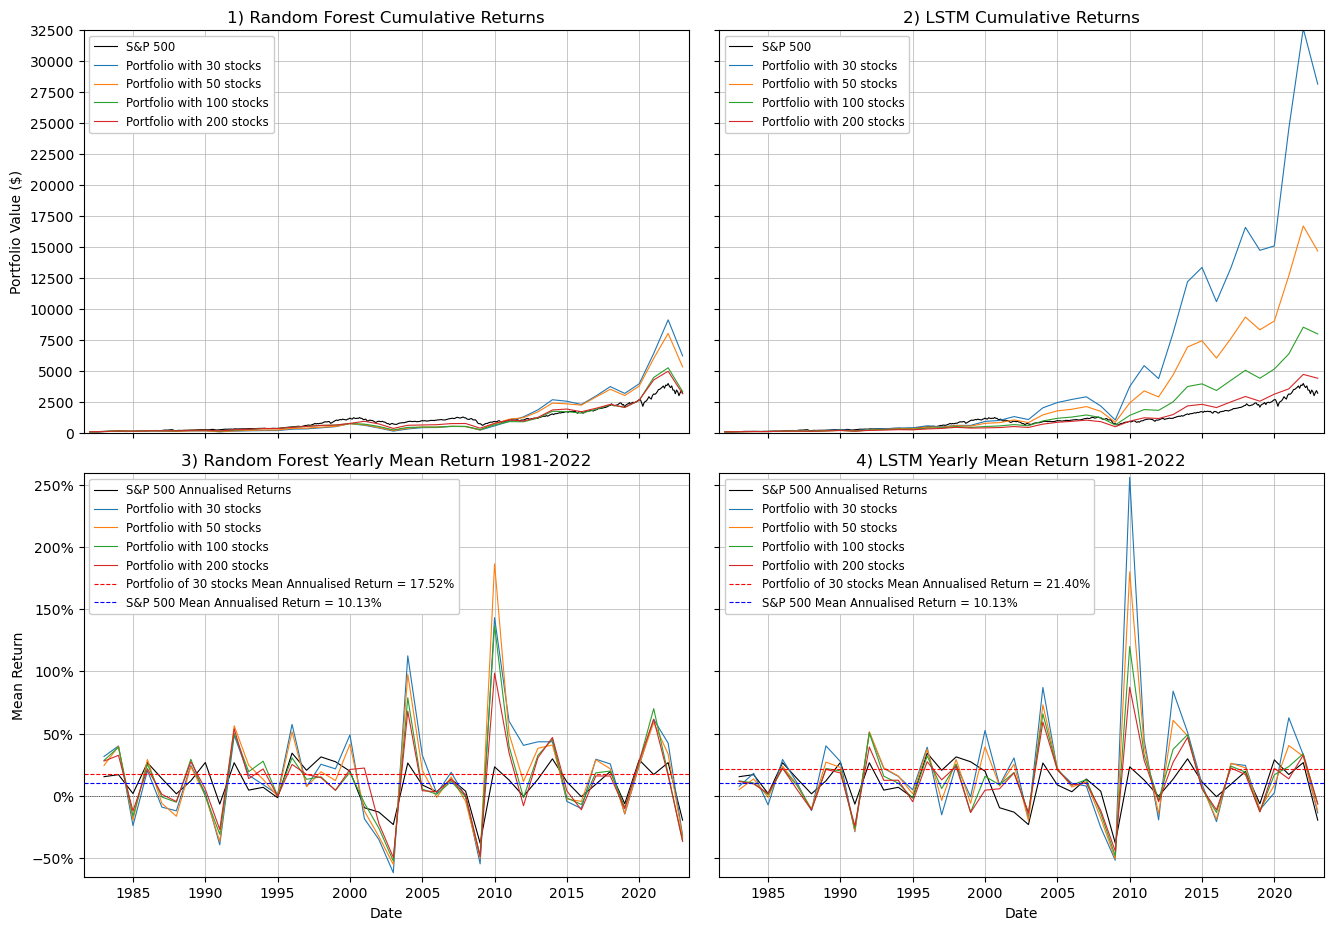 1) Random Forest Cumulative Returns
S&P 500
Portfolio with 30 stocks
Portfolio with 50 stocks
Portfolio with 100 stocks
Portfolio with 200 stocks
32500
30000
27500
25000
22500
20000
17500
15000
12500
10000
7500
5000
2500
0
Portfolio Value ($)
2) LSTM Cumulative Returns
S&P 500
Portfolio with 30 stocks
Portfolio with 50 stocks
Portfolio with 100 stocks
Portfolio with 200 stocks
3) Random Forest Yearly Mean Return 1981-2022
S&P 500 Annualised Returns
Portfolio with 30 stocks
Portfolio with 50 stocks
Portfolio with 100 stocks
Portfolio with 200 stocks
Portfolio of 30 stocks Mean Annualised Return = 17.52%
S&P 500 Mean Annualised Return = 10.13%
250%
200%
150%
100%
50%
0%
−50%
Mean Return
1985 1990 1995 2000 2005 2010 2015 2020
Date
4) LSTM Yearly Mean Return 1981-2022
S&P 500 Annualised Returns
Portfolio with 30 stocks
Portfolio with 50 stocks
Portfolio with 100 stocks
Portfolio with 200 stocks
Portfolio of 30 stocks Mean Annualised Return = 21.40%
S&P 500 Mean Annualised Return = 10.13%
1985 1990 1995 2000 2005 2010 2015 2020
Date